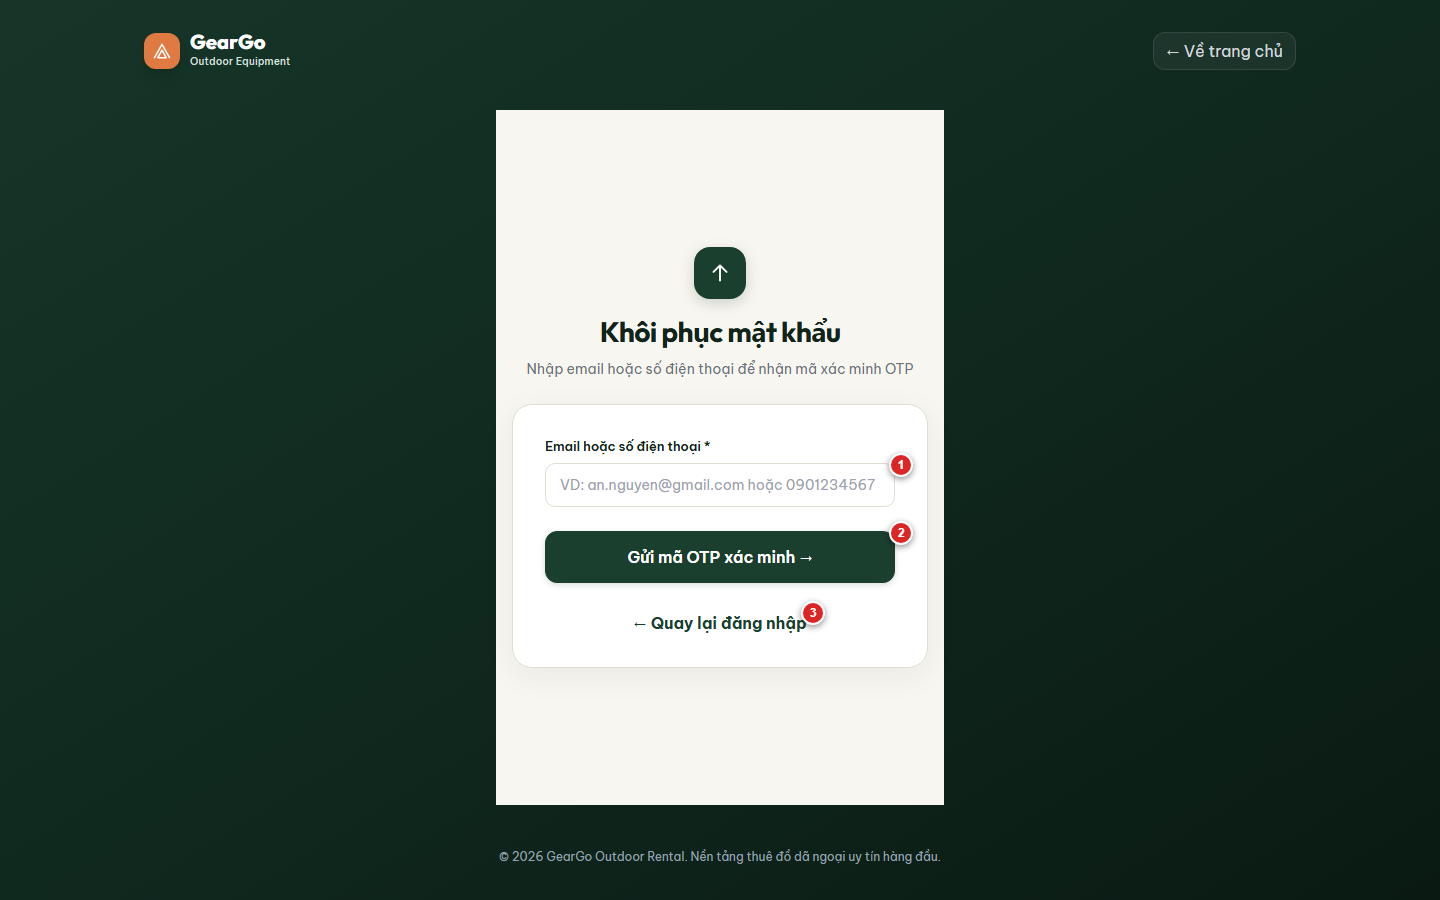 GearGo
Outdoor Equipment
← Về trang chủ
Khôi phục mật khẩu
Nhập email hoặc số điện thoại để nhận mã xác minh OTP
Email hoặc số điện thoại *
1
VD: an.nguyen@gmail.com hoặc 0901234567
2
Gửi mã OTP xác minh →
3
← Quay lại đăng nhập
© 2026 GearGo Outdoor Rental. Nền tảng thuê đồ dã ngoại uy tín hàng đầu.